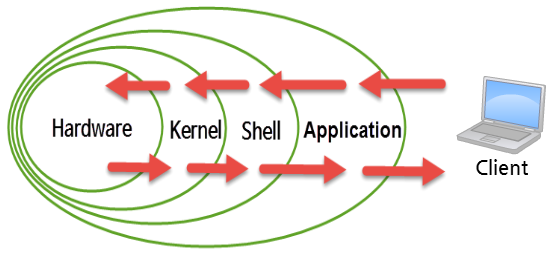 Hardware
Kernel
Shell
Application
Client